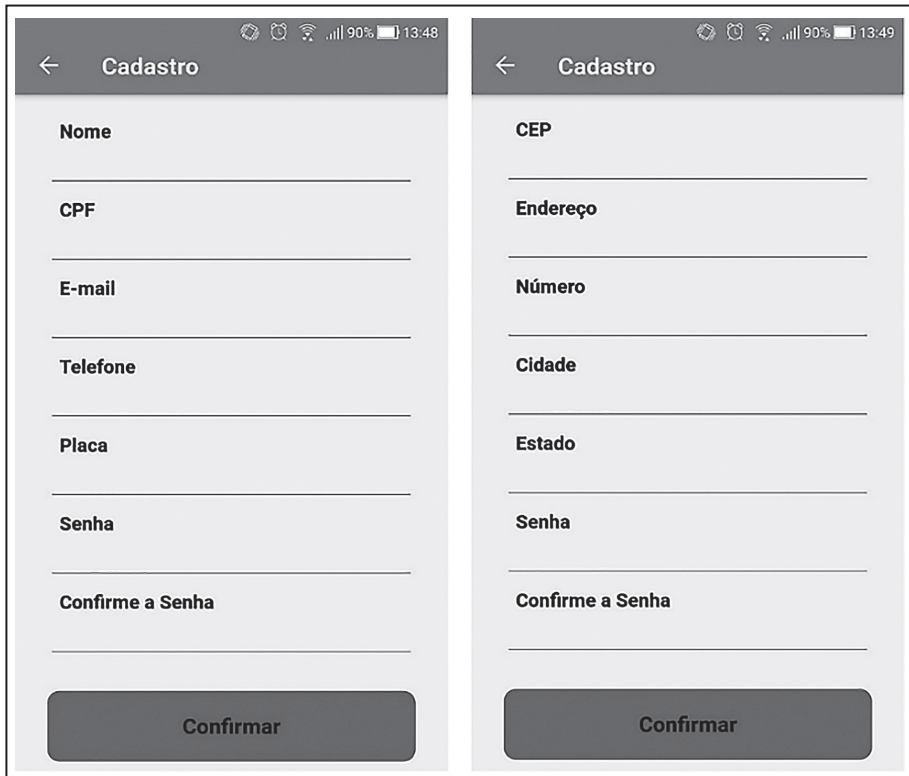 90% 13:48
Cadastro
Nome
CPF
E-mail
Telefone
Placa
Senha
Confirme a Senha
Confirmar
90% 13:49
Cadastro
CEP
Endereço
Número
Cidade
Estado
Senha
Confirme a Senha
Confirmar